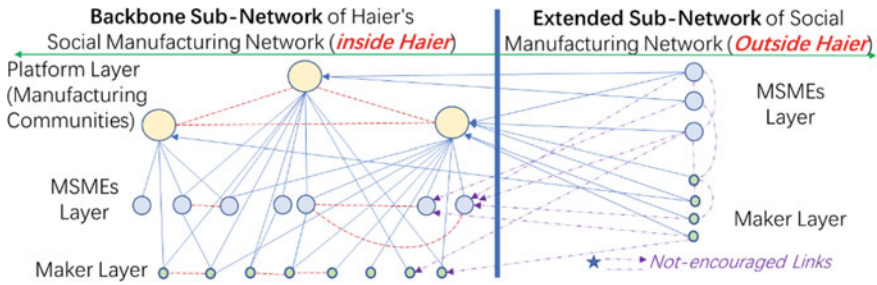 Backbone Sub-Network of Haier's
Social Manufacturing Network (inside Haier)
Extended Sub-Network of Social
Manufacturing Network (Outside Haier)
Platform Layer
(Manufacturing
Communities)
MSMEs
Layer
Maker Layer
MSMEs
Layer
Maker Layer
Not-encouraged Links